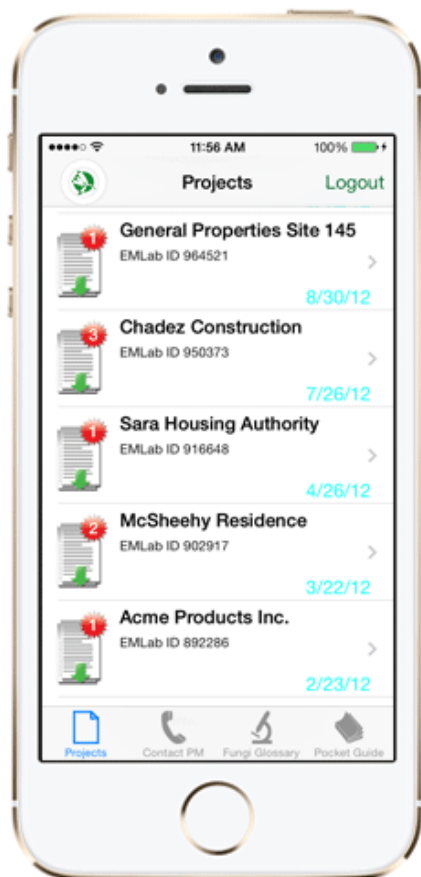 11:56 AM
100%
Projects
Logout
General Properties Site 145
1
EMLab ID 964521
8/30/12
Chadez Construction
3
EMLab ID 950373
7/26/12
Sara Housing Authority
1
EMLab ID 916648
4/26/12
McSheehy Residence
2
EMLab ID 902917
3/22/12
Acme Products Inc.
1
EMLab ID 892286
2/23/12
Projects
Contact PM
Fungi Glossary
Pocket Guide